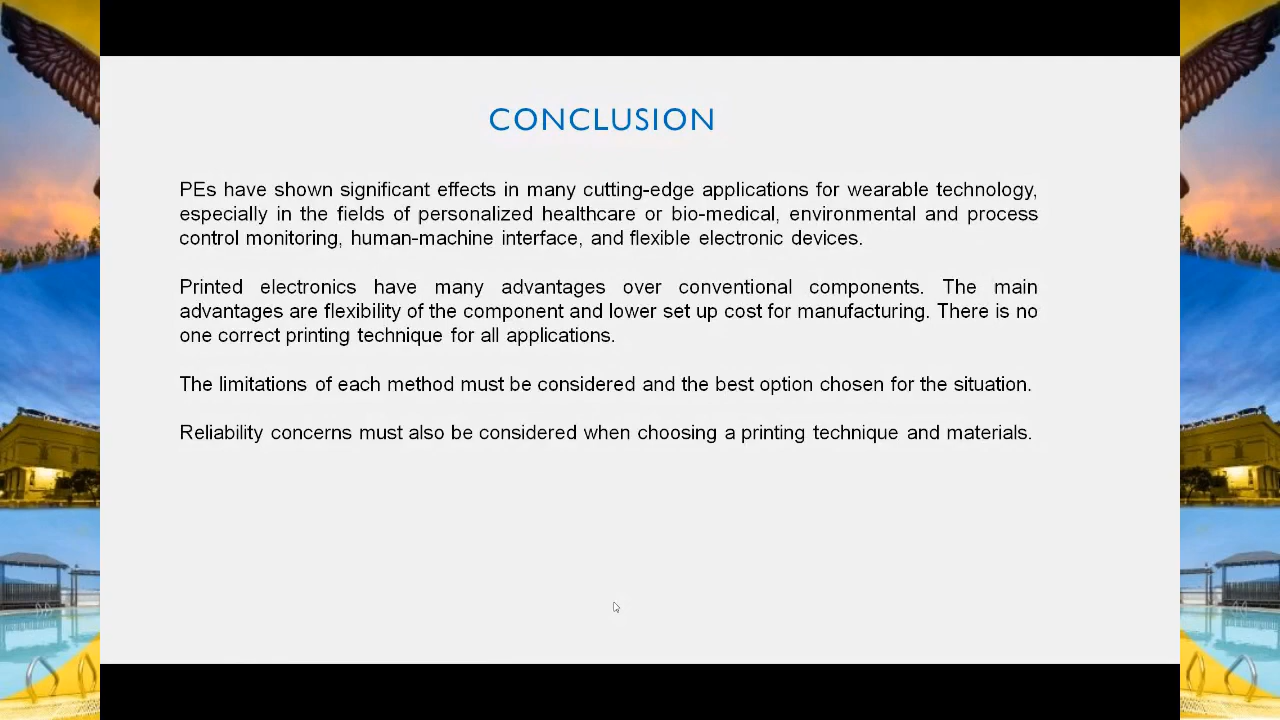 CONCLUSION
PEs have shown significant effects in many cutting-edge applications for wearable technology,
especially in the fields of personalized healthcare or bio-medical, environmental and process
control monitoring, human-machine interface, and flexible electronic devices.
Printed electronics have many advantages over conventional components. The main
advantages are flexibility of the component and lower set up cost for manufacturing. There is no
one correct printing technique for all applications.
The limitations of each method must be considered and the best option chosen for the situation.
Reliability concerns must also be considered when choosing a printing technique and materials.